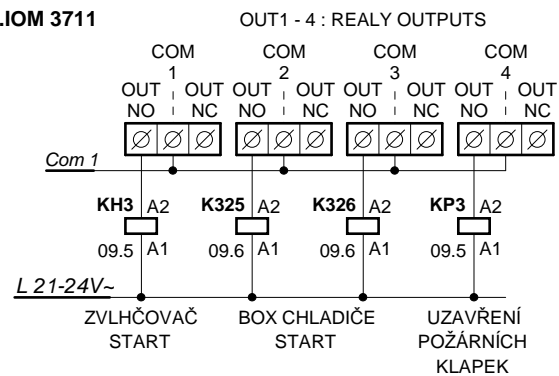 LIOM 3711 OUT1 - 4 : REALY OUTPUTS
COM COM COM COM
1 2 3 4
OUT OUT OUT OUT OUT OUT OUT OUT
NO NC NO NC NO NC NO NC
Com 1
KH3 A2 K325 A2 K326 A2 KP3 A2
09.5 A1 09.6 A1 09.6 A1 09.5 A1
L 21-24V~
ZVLHČOVAČ BOX CHLADIČE UZAVŘENÍ
START START POŽÁRNÍCH
KLAPEK